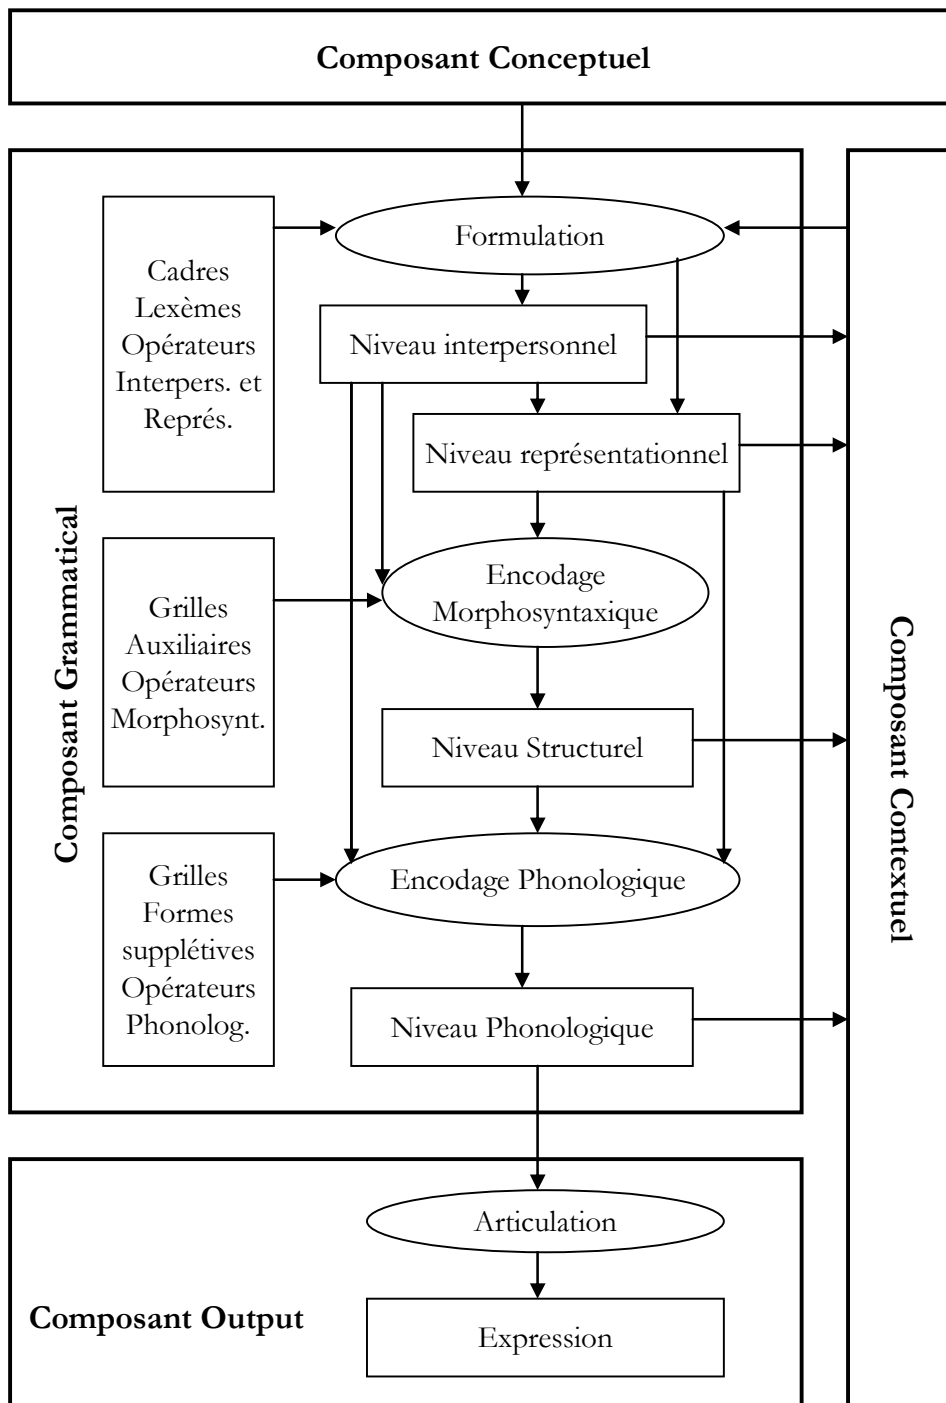 Composant Conceptuel
Formulation
Cadres
Lexèmes
Opérateurs
Interpers. et
Représ.
Niveau interpersonnel
Niveau représentationnel
Composant Grammatical
Encodage
Morphosyntaxique
Grilles
Auxiliaires
Opérateurs
Morphosynt.
Composant Contextuel
Niveau Structurel
Grilles
Formes
supplétives
Opérateurs
Phonolog.
Encodage Phonologique
Niveau Phonologique
Articulation
Composant Output
Expression